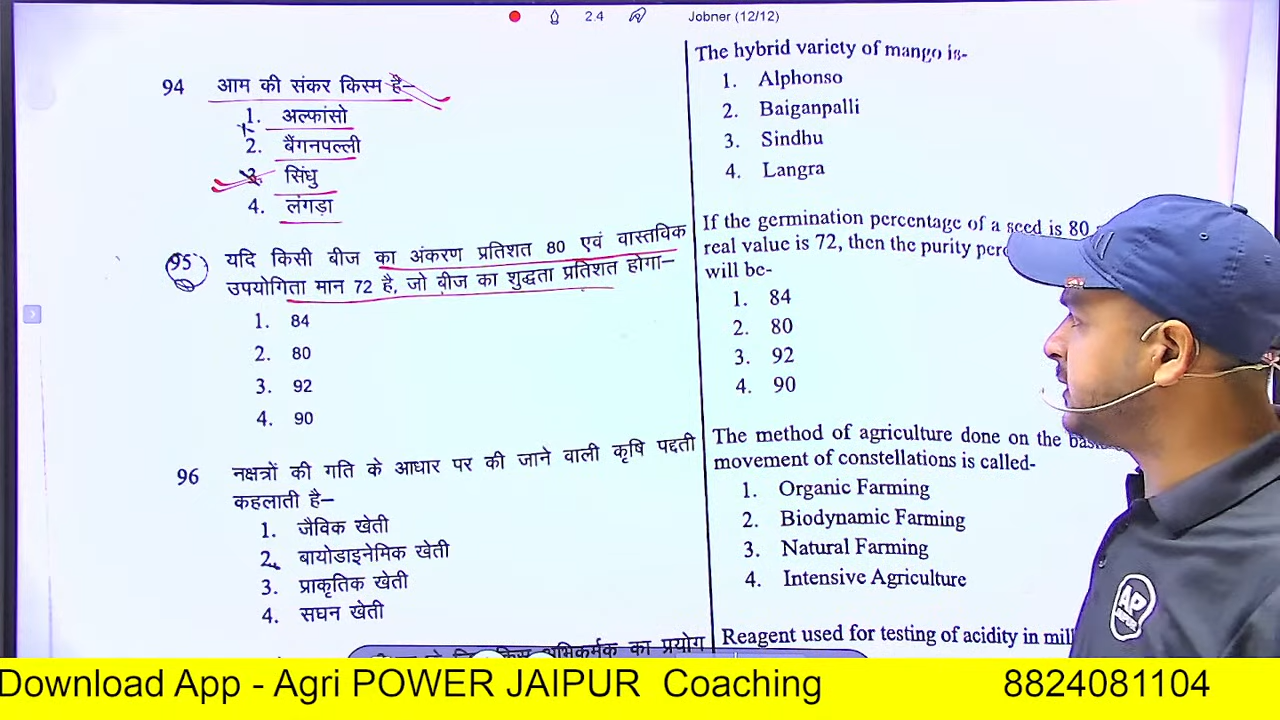 2.4 Jobner (12/12)
94 आम की संकर किस्म है–
1. अल्फांसो
2. बैंगनपल्ली
3. सिंधु
4. लंगड़ा
95 यदि किसी बीज का अंकरण प्रतिशत 80 एवं वास्तविक
उपयोगिता मान 72 है, जो बीज का शुद्धता प्रतिशत होगा–
1. 84
2. 80
3. 92
4. 90
96 नक्षत्रों की गति के आधार पर की जाने वाली कृषि पद्दती
कहलाती है–
1. जैविक खेती
2. बायोडाइनेमिक खेती
3. प्राकृतिक खेती
4. सघन खेती
अभिकर्मक का प्रयोग
The hybrid variety of mango is-
1. Alphonso
2. Baiganpalli
3. Sindhu
4. Langra
If the germination percentage of a seed is 80
real value is 72, then the purity
will be-
1. 84
2. 80
3. 92
4. 90
The method of agriculture done on the
movement of constellations is called-
1. Organic Farming
2. Biodynamic Farming
3. Natural Farming
4. Intensive Agriculture
Reagent used for testing of acidity in
AP
Download App - Agri POWER JAIPUR Coaching 8824081104